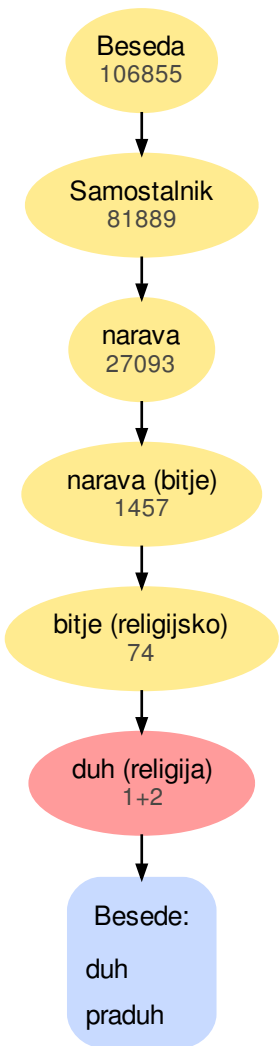 Beseda
106855
Samostalnik
81889
narava
27093
narava (bitje)
1457
bitje (religijsko)
74
duh (religija)
1+2
Besede:
duh
praduh